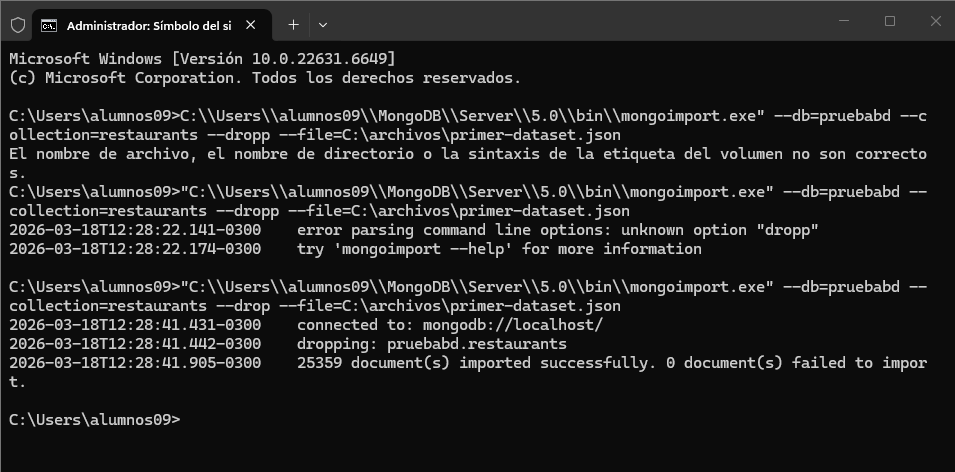 Administrador: Símbolo del si
Microsoft Windows [Versión 10.0.22631.6649]
(c) Microsoft Corporation. Todos los derechos reservados.
C:\Users\alumnos09>C:\\Users\\alumnos09\\MongoDB\\Server\\5.0\\bin\\mongoimport.exe" --db=pruebabd --c
ollection=restaurants --dropp --file=C:\archivos\primer-dataset.json
El nombre de archivo, el nombre de directorio o la sintaxis de la etiqueta del volumen no son correcto
s.
C:\Users\alumnos09>"C:\\Users\\alumnos09\\MongoDB\\Server\\5.0\\bin\\mongoimport.exe" --db=pruebabd --
collection=restaurants --dropp --file=C:\archivos\primer-dataset.json
2026-03-18T12:28:22.141-0300    error parsing command line options: unknown option "dropp"
2026-03-18T12:28:22.174-0300    try 'mongoimport --help' for more information
C:\Users\alumnos09>"C:\\Users\\alumnos09\\MongoDB\\Server\\5.0\\bin\\mongoimport.exe" --db=pruebabd --
collection=restaurants --drop --file=C:\archivos\primer-dataset.json
2026-03-18T12:28:41.431-0300    connected to: mongodb://localhost/
2026-03-18T12:28:41.442-0300    dropping: pruebabd.restaurants
2026-03-18T12:28:41.905-0300    25359 document(s) imported successfully. 0 document(s) failed to impor
t.
C:\Users\alumnos09>